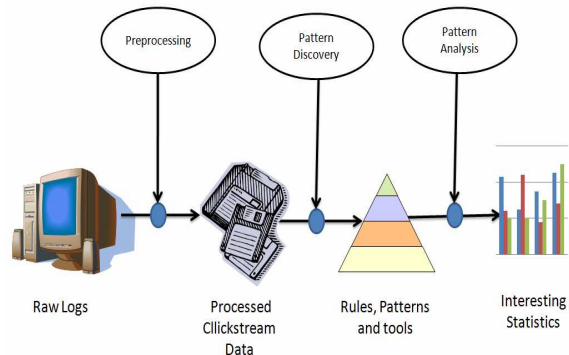 Preprocessing
Pattern
Discovery
Pattern
Analysis
Raw Logs
Processed
Cllickstream
Data
Rules, Patterns
and tools
Interesting
Statistics